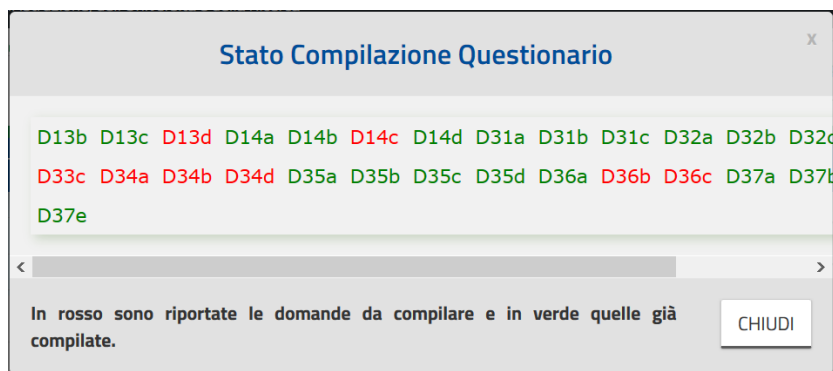 Stato Compilazione Questionario
x
D13b D13c D13d D14a D14b D14c D14d D31a D31b D31c D32a D32b
D33c D34a D34b D34d D35a D35b D35c D35d D36a D36b D36c D37a
D37e
In rosso sono riportate le domande da compilare e in verde quelle già
compilate.
CHIUDI